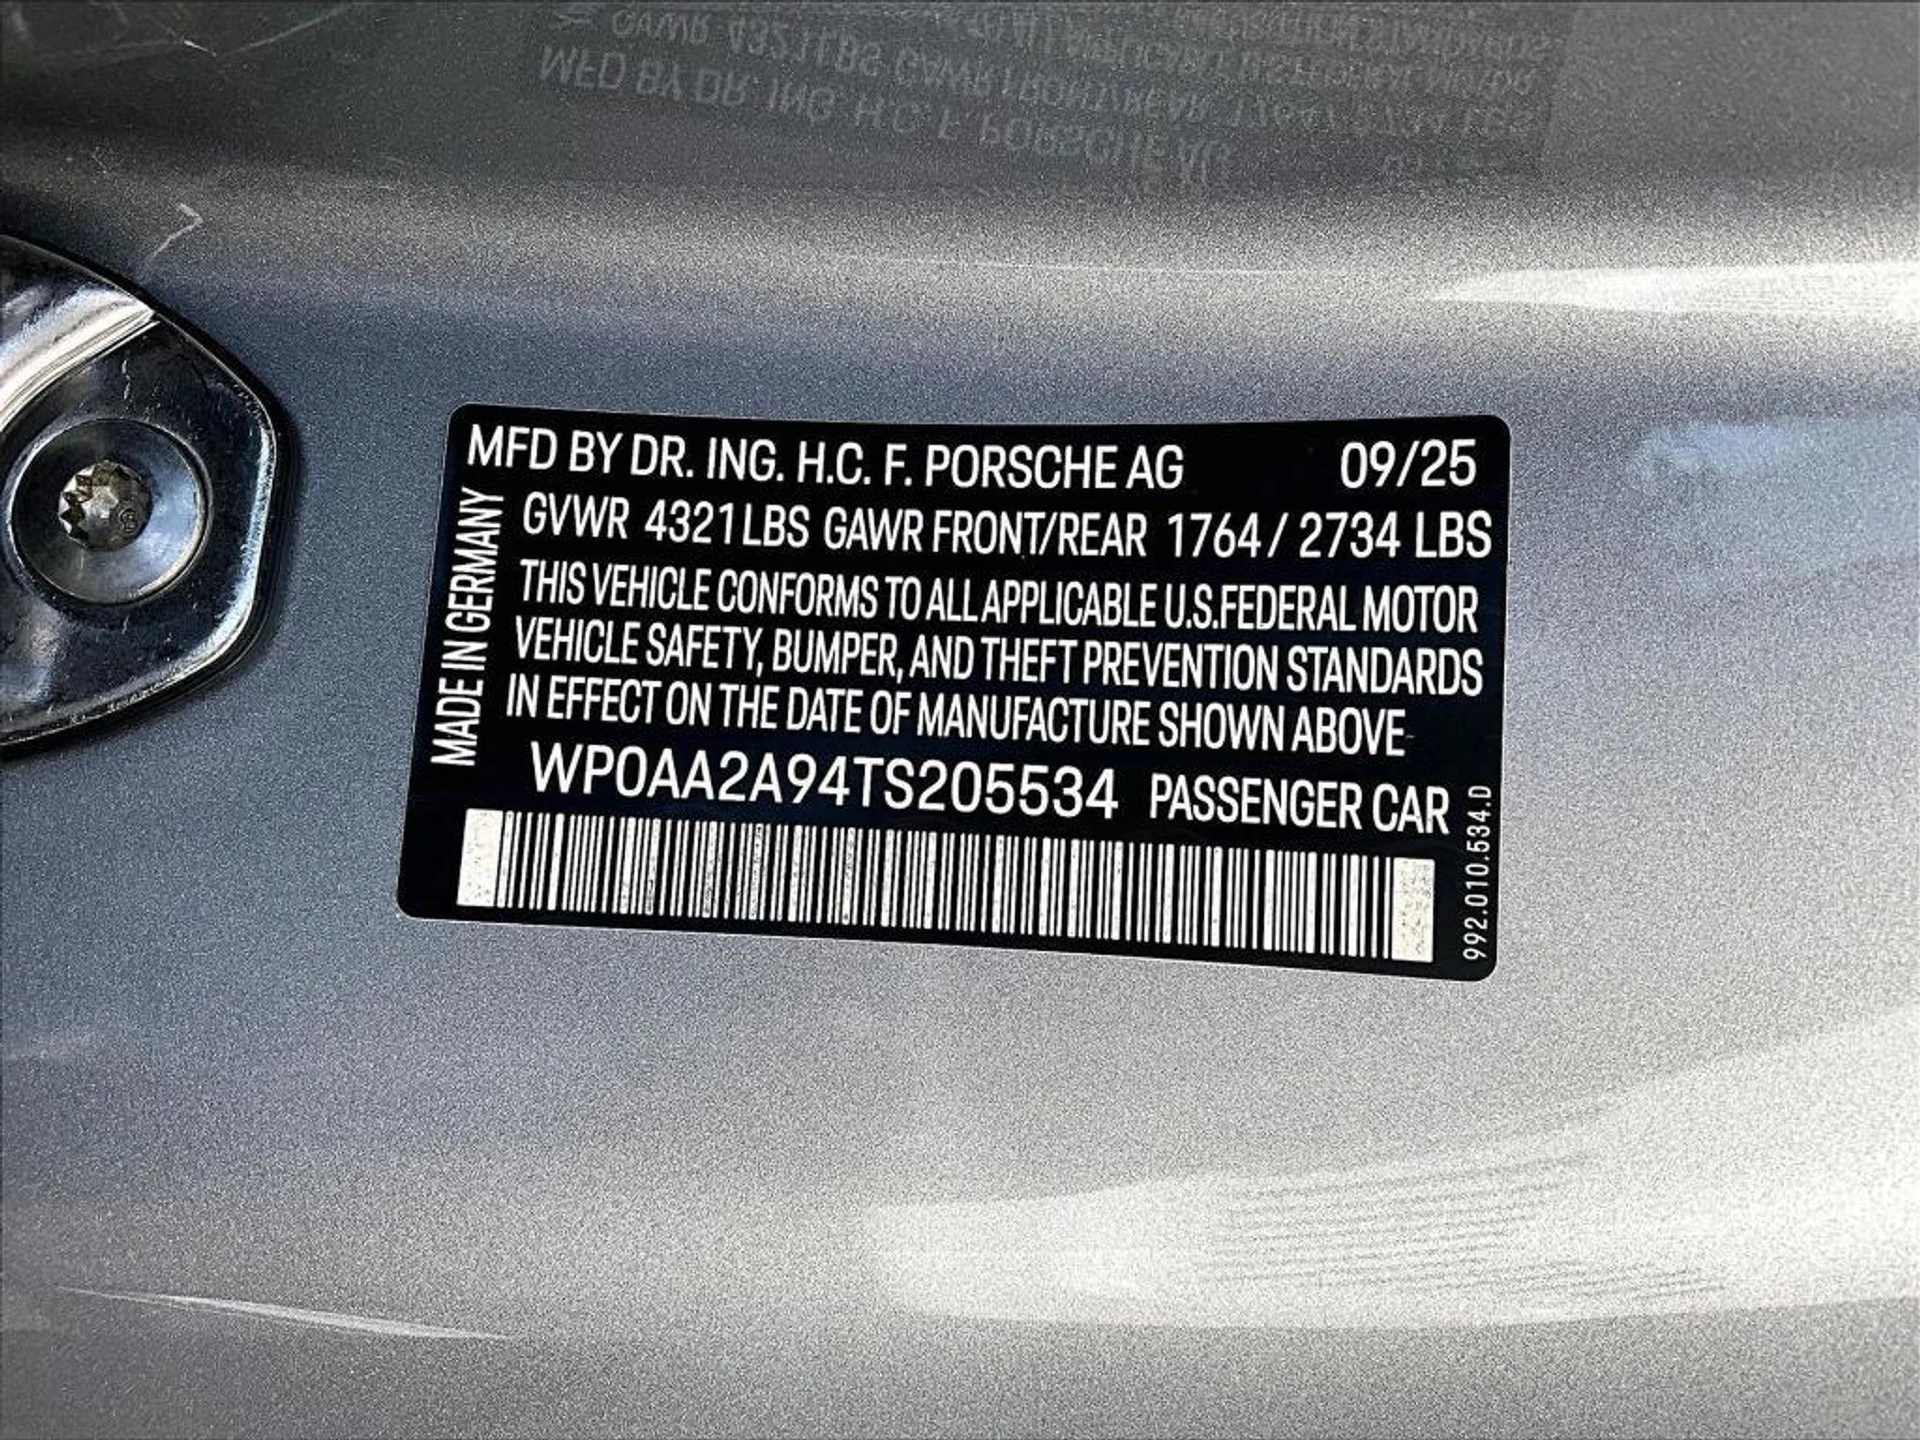 MFD BY DR. ING. H.C. F. PORSCHE AG 09/25
GVWR 4321LBS GAWR FRONT/REAR 1764 / 2734 LBS
THIS VEHICLE CONFORMS TO ALL APPLICABLE U.S.FEDERAL MOTOR
VEHICLE SAFETY, BUMPER, AND THEFT PREVENTION STANDARDS
IN EFFECT ON THE DATE OF MANUFACTURE SHOWN ABOVE
WP0AA2A94TS205534 PASSENGER CAR
MADE IN GERMANY
992.010.534.D